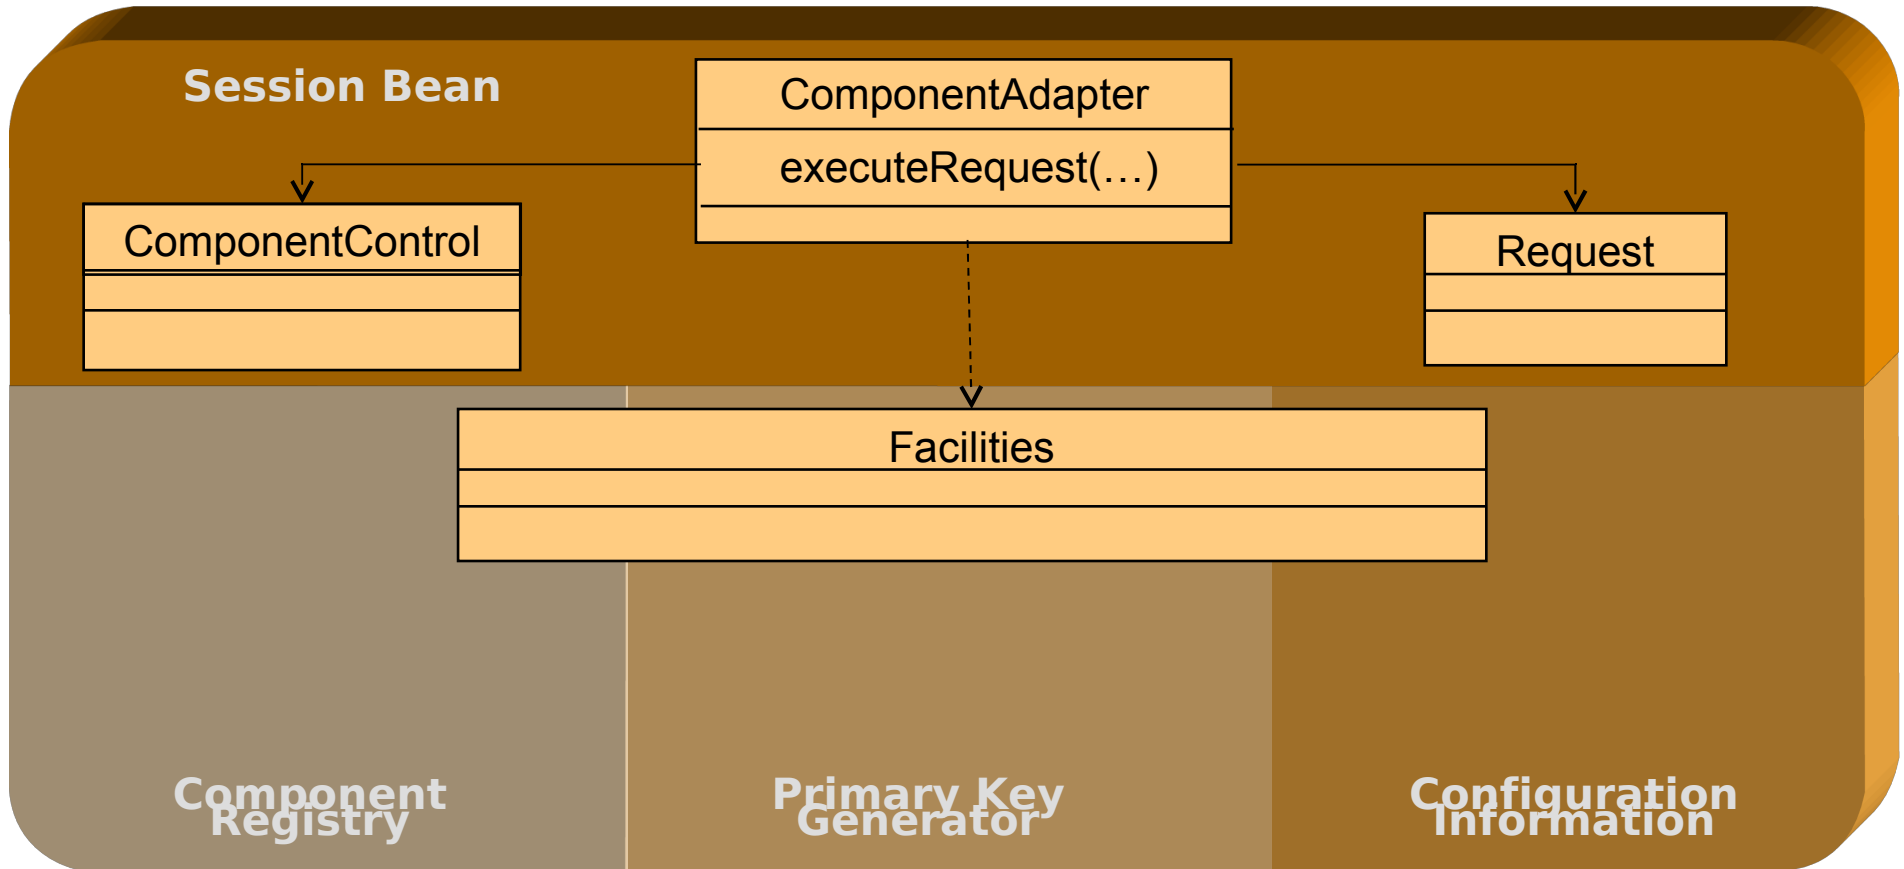 Session Bean
ComponentAdapter
executeRequest(…)
ComponentControl
Request
Facilities
Component
Registry
Primary Key
Generator
Configuration
Information